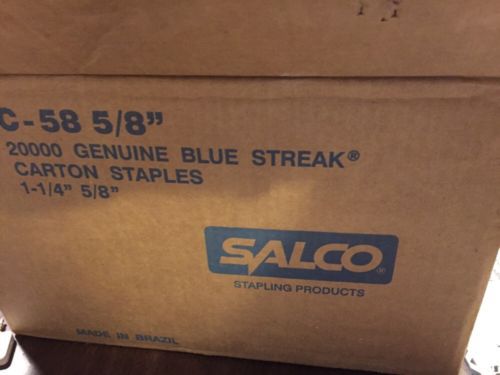 C-58 5/8"
20000 GENUINE BLUE STREAK®
CARTON STAPLES
1-1/4" 5/8"
SALCO®
STAPLING PRODUCTS
MADE IN BRAZIL